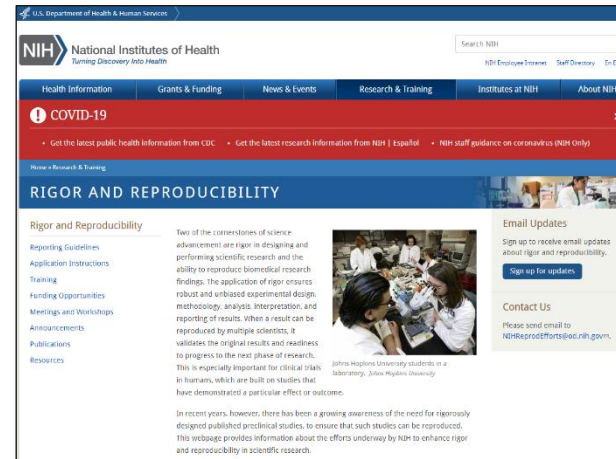 U.S. Department of Health & Human Services
NIH National Institutes of Health
Turning Discovery Into Health
Search NIH
NIH Employee Intranet Staff Directory En E
Health Information Grants & Funding News & Events Research & Training Institutes at NIH About NIH
! COVID-19
• Get the latest public health information from CDC • Get the latest research information from NIH | Español • NIH staff guidance on coronavirus (NIH Only)
Home » Research & Training
RIGOR AND REPRODUCIBILITY
Rigor and Reproducibility
Reporting Guidelines
Application Instructions
Training
Funding Opportunities
Meetings and Workshops
Announcements
Publications
Resources
Two of the cornerstones of science
advancement are rigor in designing and
performing scientific research and the
ability to reproduce biomedical research
findings. The application of rigor ensures
robust and unbiased experimental design,
methodology, analysis, interpretation, and
reporting of results. When a result can be
reproduced by multiple scientists, it
validates the original results and readiness
to progress to the next phase of research.
This is especially important for clinical trials
in humans, which are built on studies that
have demonstrated a particular effect or outcome.
Johns Hopkins University students in a
laboratory. Johns Hopkins University
In recent years, however, there has been a growing awareness of the need for rigorously
designed published preclinical studies, to ensure that such studies can be reproduced.
This webpage provides information about the efforts underway by NIH to enhance rigor
and reproducibility in scientific research.
Email Updates
Sign up to receive email updates
about rigor and reproducibility.
Sign up for updates
Contact Us
Please send email to
NIHReprodEfforts@od.nih.gov.